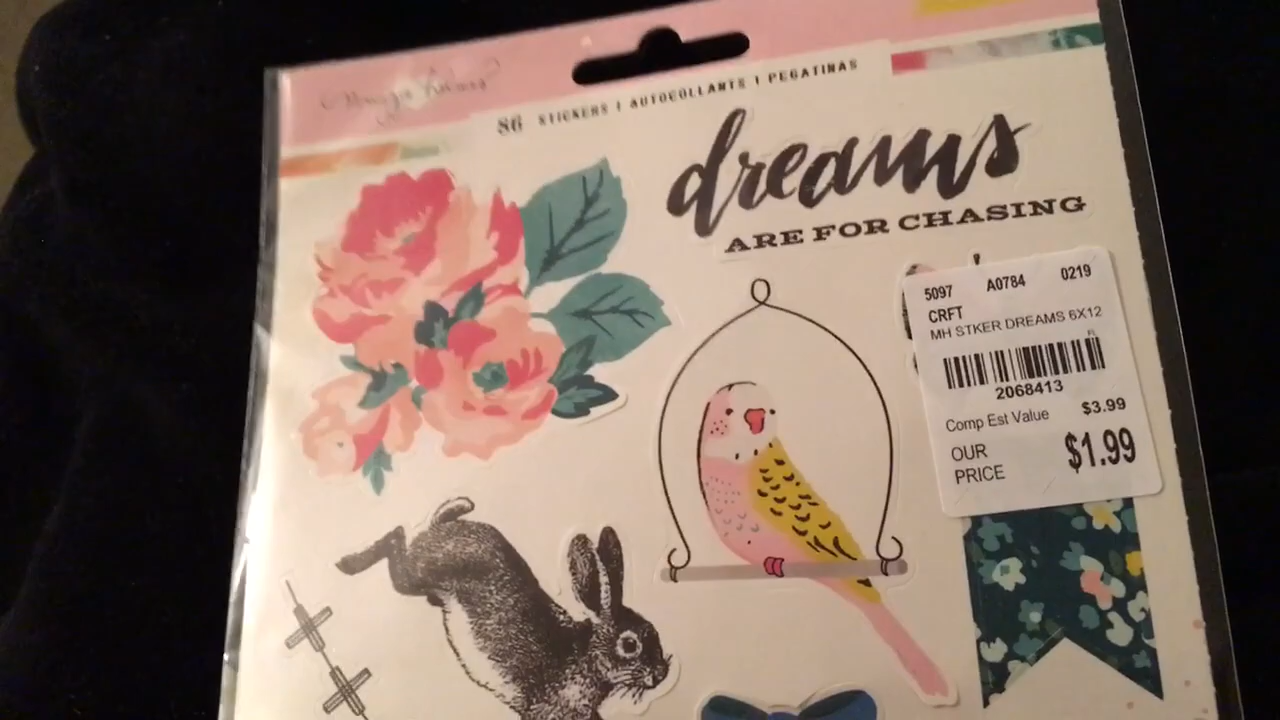 86 STICKERS | AUTOCOLLANTS | PEGATINAS
dreams
ARE FOR CHASING
5097 A0784 0219
CRFT
MH STKER DREAMS 6X12
2068413
Comp Est Value $3.99
OUR
PRICE $1.99